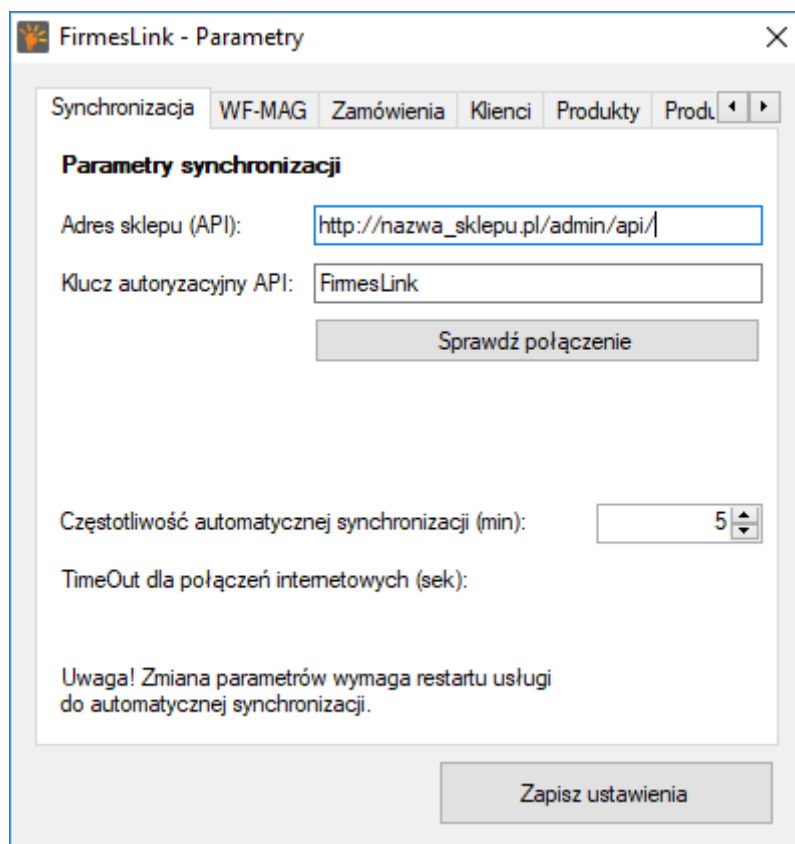 FirmesLink - Parametry
Synchronizacja WF-MAG Zamówienia Klienci Produkty
Parametry synchronizacji
Adres sklepu (API): http://nazwa_sklepu.pl/admin/api/
Klucz autoryzacyjny API: FirmesLink
Sprawdź połączenie
Częstotliwość automatycznej synchronizacji (min): 5
TimeOut dla połączeń internetowych (sek):
Uwaga! Zmiana parametrów wymaga restartu usługi
do automatycznej synchronizacji.
Zapisz ustawienia